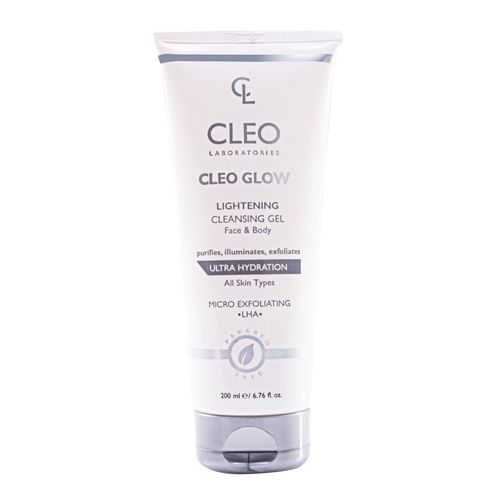 CL
CLEO
LABORATORIES
CLEO GLOW
LIGHTENING
CLEANSING GEL
Face & Body
purifies, illuminates, exfoliates
ULTRA HYDRATION
All Skin Types
MICRO EXFOLIATING
•LHA•
PARABEN
FREE
200 ml e/ 6.76 fl. oz.